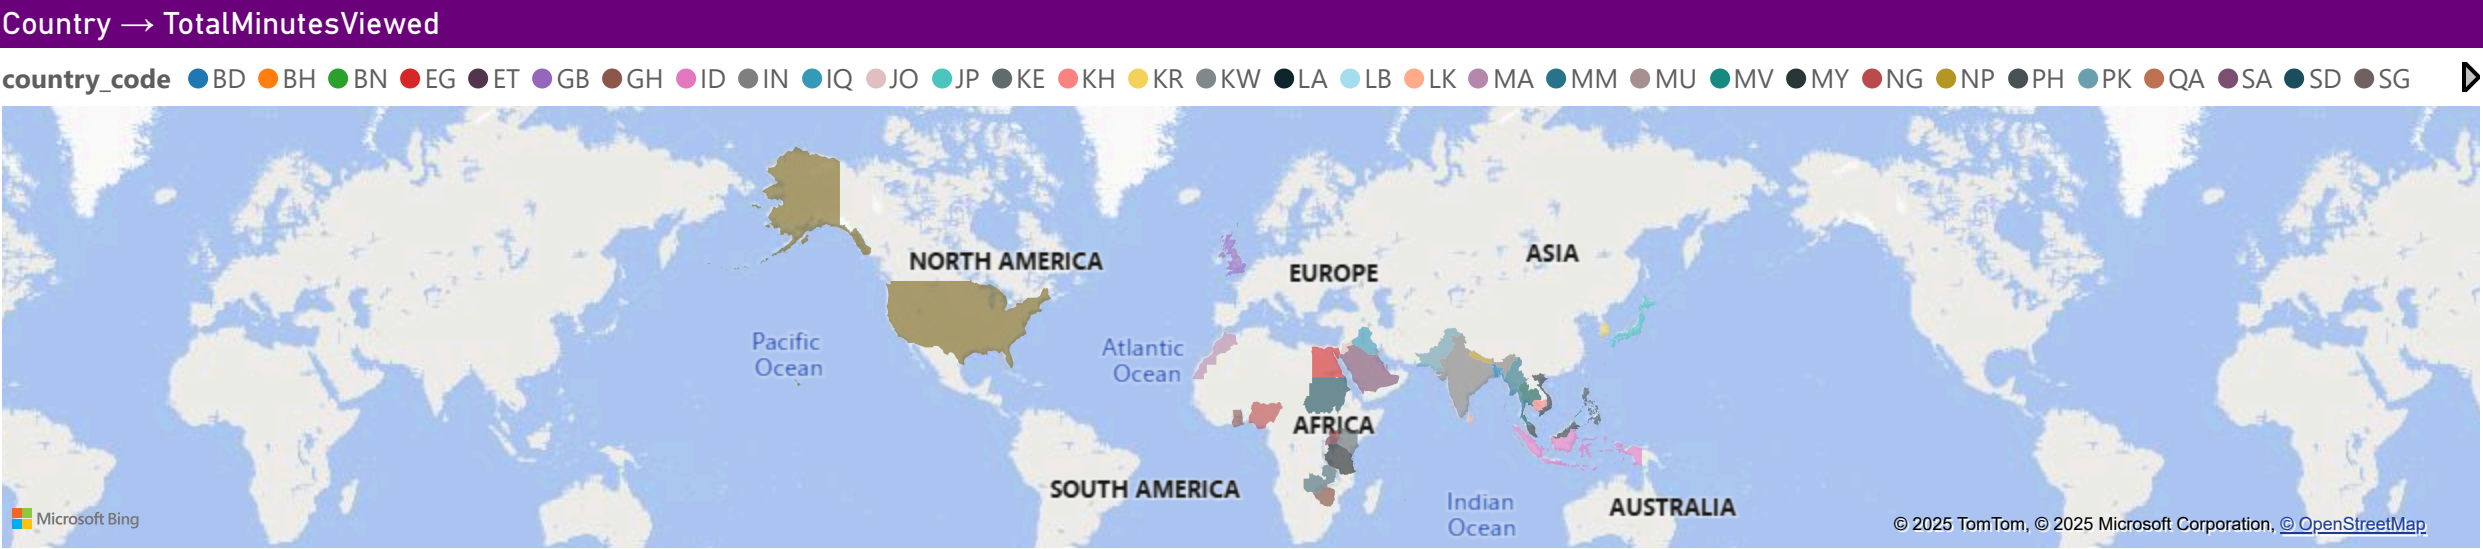 Country → TotalMinutesViewed
country_code BD BH BN EG ET GB GH ID IN IQ JO JP KE KH KR KW LA LB LK MA MM MU MV MY NG NP PH PK QA SA SD SG
NORTH AMERICA
EUROPE
ASIA
Pacific
Ocean
Atlantic
Ocean
AFRICA
SOUTH AMERICA
Indian
Ocean
AUSTRALIA
Microsoft Bing
© 2025 TomTom, © 2025 Microsoft Corporation, © OpenStreetMap